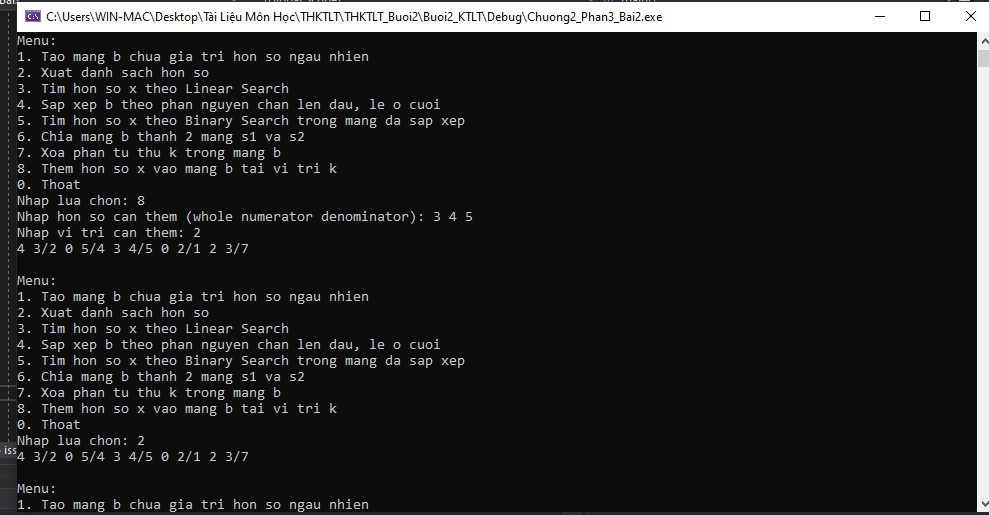 C:\Users\WIN-MAC\Desktop\Tài Liệu Môn Học\THKTLT\THKTLT_Buoi2\Buoi2_KTLT\Debug\Chuong2_Phan3_Bai2.exe
Menu:
1. Tao mang b chua gia tri hon so ngau nhien
2. Xuat danh sach hon so
3. Tim hon so x theo Linear Search
4. Sap xep b theo phan nguyen chan len dau, le o cuoi
5. Tim hon so x theo Binary Search trong mang da sap xep
6. Chia mang b thanh 2 mang s1 va s2
7. Xoa phan tu thu k trong mang b
8. Them hon so x vao mang b tai vi tri k
0. Thoat
Nhap lua chon: 8
Nhap hon so can them (whole numerator denominator): 3 4 5
Nhap vi tri can them: 2
4 3/2 0 5/4 3 4/5 0 2/1 2 3/7
Menu:
1. Tao mang b chua gia tri hon so ngau nhien
2. Xuat danh sach hon so
3. Tim hon so x theo Linear Search
4. Sap xep b theo phan nguyen chan len dau, le o cuoi
5. Tim hon so x theo Binary Search trong mang da sap xep
6. Chia mang b thanh 2 mang s1 va s2
7. Xoa phan tu thu k trong mang b
8. Them hon so x vao mang b tai vi tri k
0. Thoat
Nhap lua chon: 2
4 3/2 0 5/4 3 4/5 0 2/1 2 3/7
Menu:
1. Tao mang b chua gia tri hon so ngau nhien